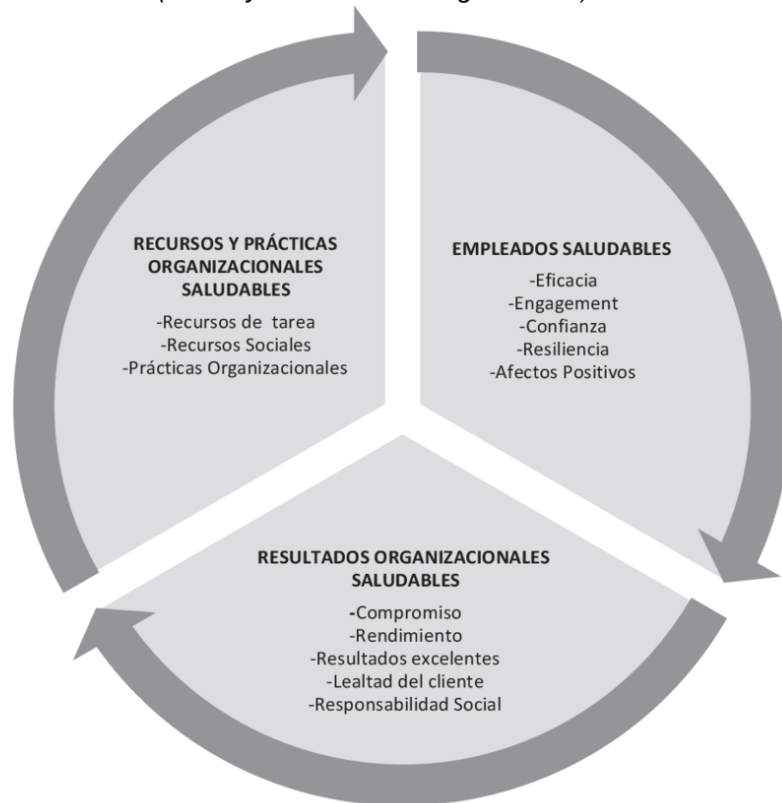 RECURSOS Y PRÁCTICAS
ORGANIZACIONALES
SALUDABLES
-Recursos de tarea
-Recursos Sociales
-Prácticas Organizacionales
EMPLEADOS SALUDABLES
-Eficacia
-Engagement
-Confianza
-Resiliencia
-Afectos Positivos
RESULTADOS ORGANIZACIONALES
SALUDABLES
-Compromiso
-Rendimiento
-Resultados excelentes
-Lealtad del cliente
-Responsabilidad Social